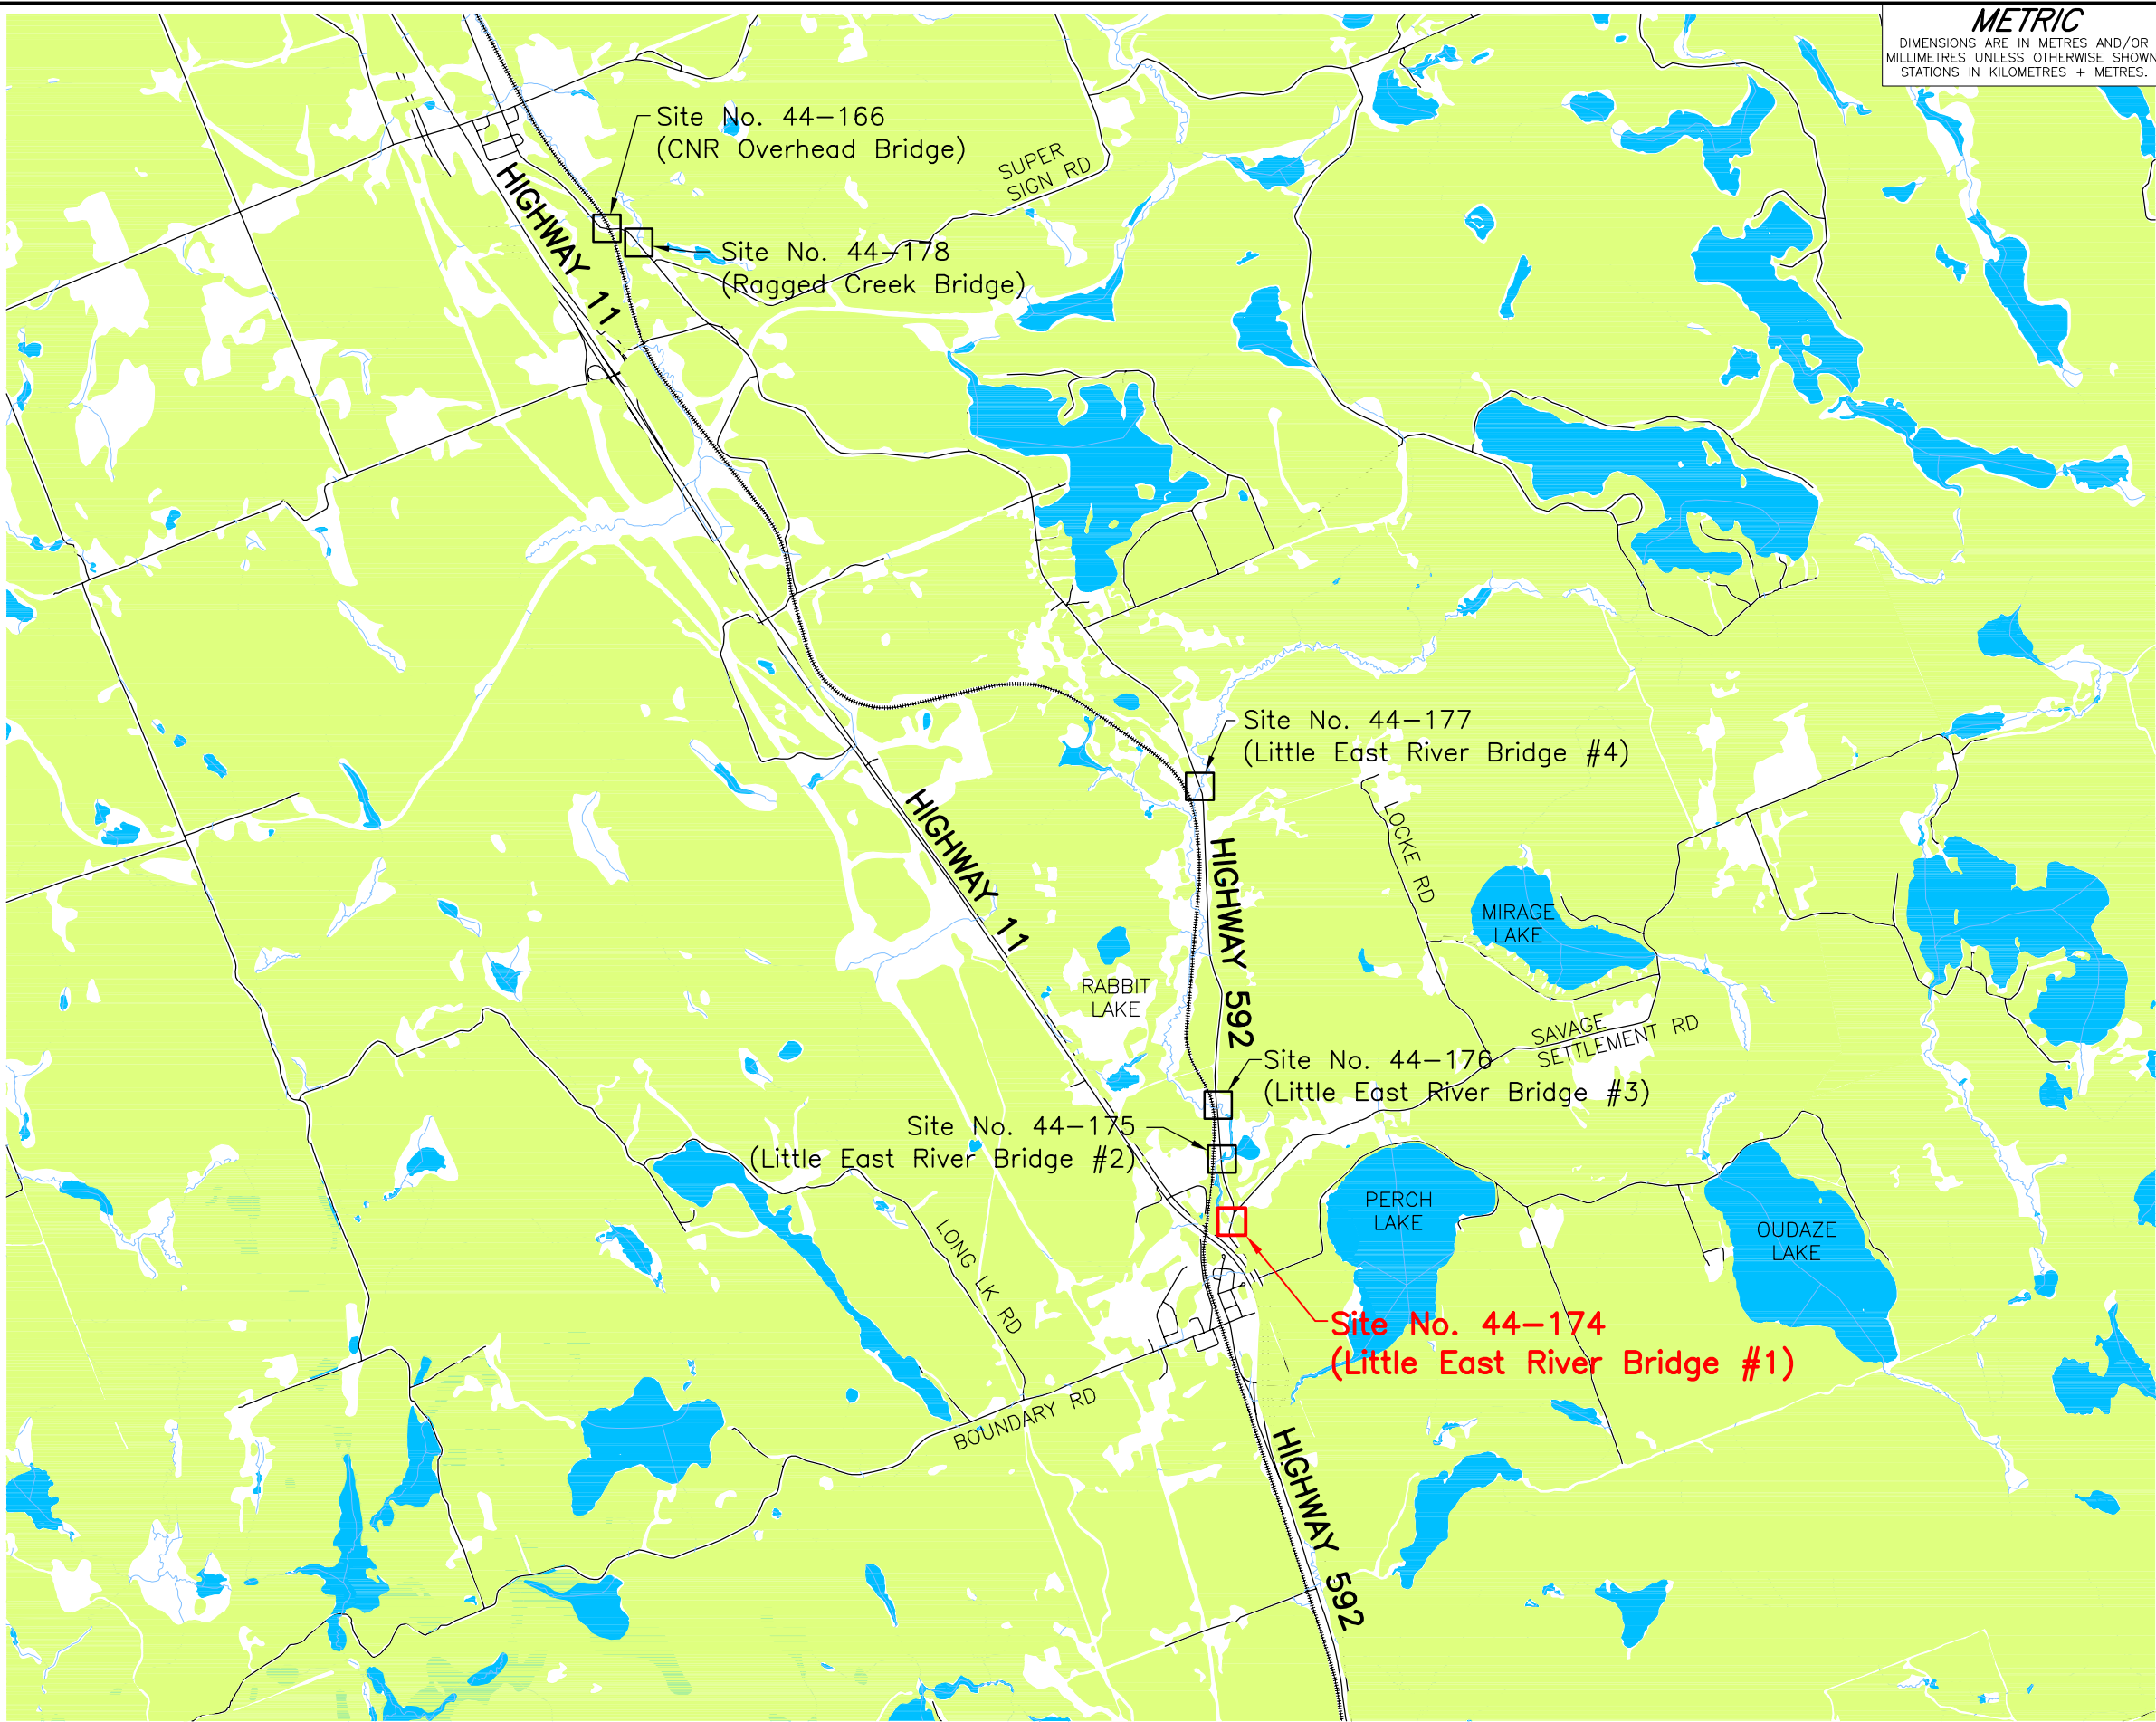 METRIC
DIMENSIONS ARE IN METRES AND/OR
MILLIMETRES UNLESS OTHERWISE SHOWN
STATIONS IN KILOMETRES + METRES.
Site No. 44-166
(CNR Overhead Bridge)
SUPER
SIGN RD
HIGHWAY 11
Site No. 44-178
(Ragged Creek Bridge)
Site No. 44-177
(Little East River Bridge #4)
HIGHWAY 11
LOCKE RD
HIGHWAY 592
MIRAGE
LAKE
RABBIT
LAKE
SAVAGE
SETTLEMENT RD
Site No. 44-176
(Little East River Bridge #3)
Site No. 44-175
(Little East River Bridge #2)
PERCH
LAKE
OUDAZE
LAKE
LONG LK RD
Site No. 44-174
(Little East River Bridge #1)
BOUNDARY RD
HIGHWAY 592